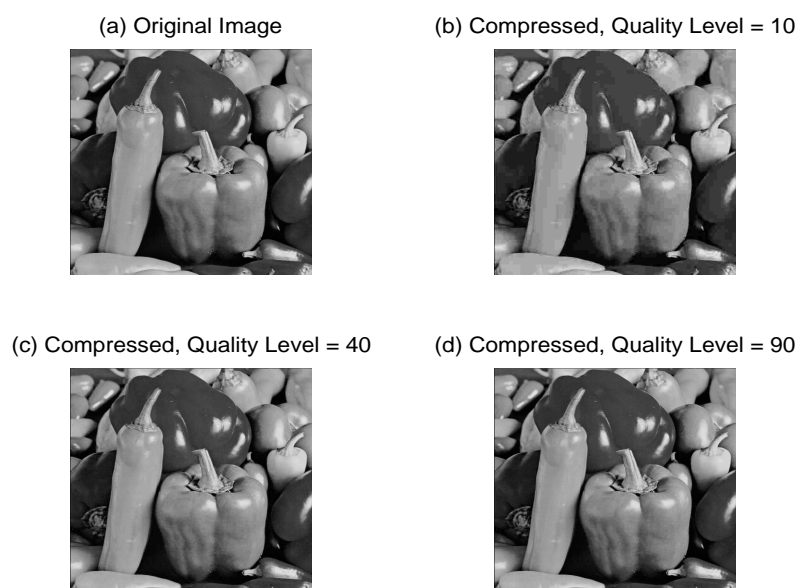 (a) Original Image
(b) Compressed, Quality Level = 10
(c) Compressed, Quality Level = 40
(d) Compressed, Quality Level = 90